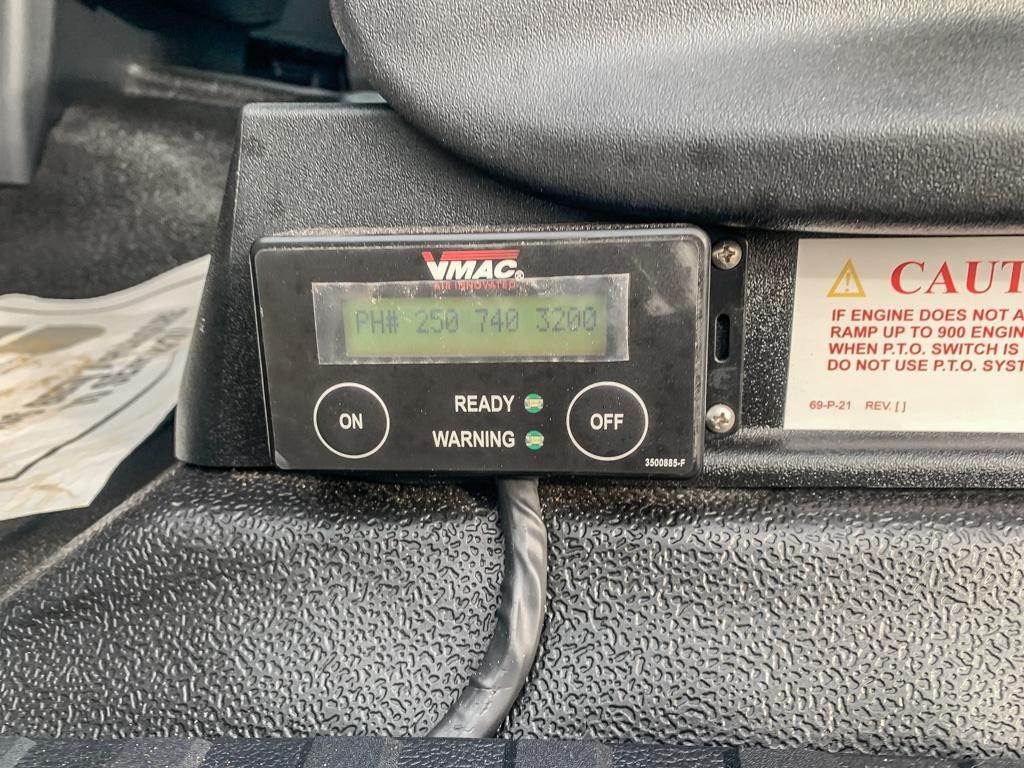 VMAC®
AIR INNOVATED
PH# 250 740 3200
ON
READY
WARNING
OFF
3500885-F
CAUT
IF ENGINE DOES NOT A
RAMP UP TO 900 ENGIN
WHEN P.T.O. SWITCH IS
DO NOT USE P.T.O. SYST
69-P-21 REV. [ ]